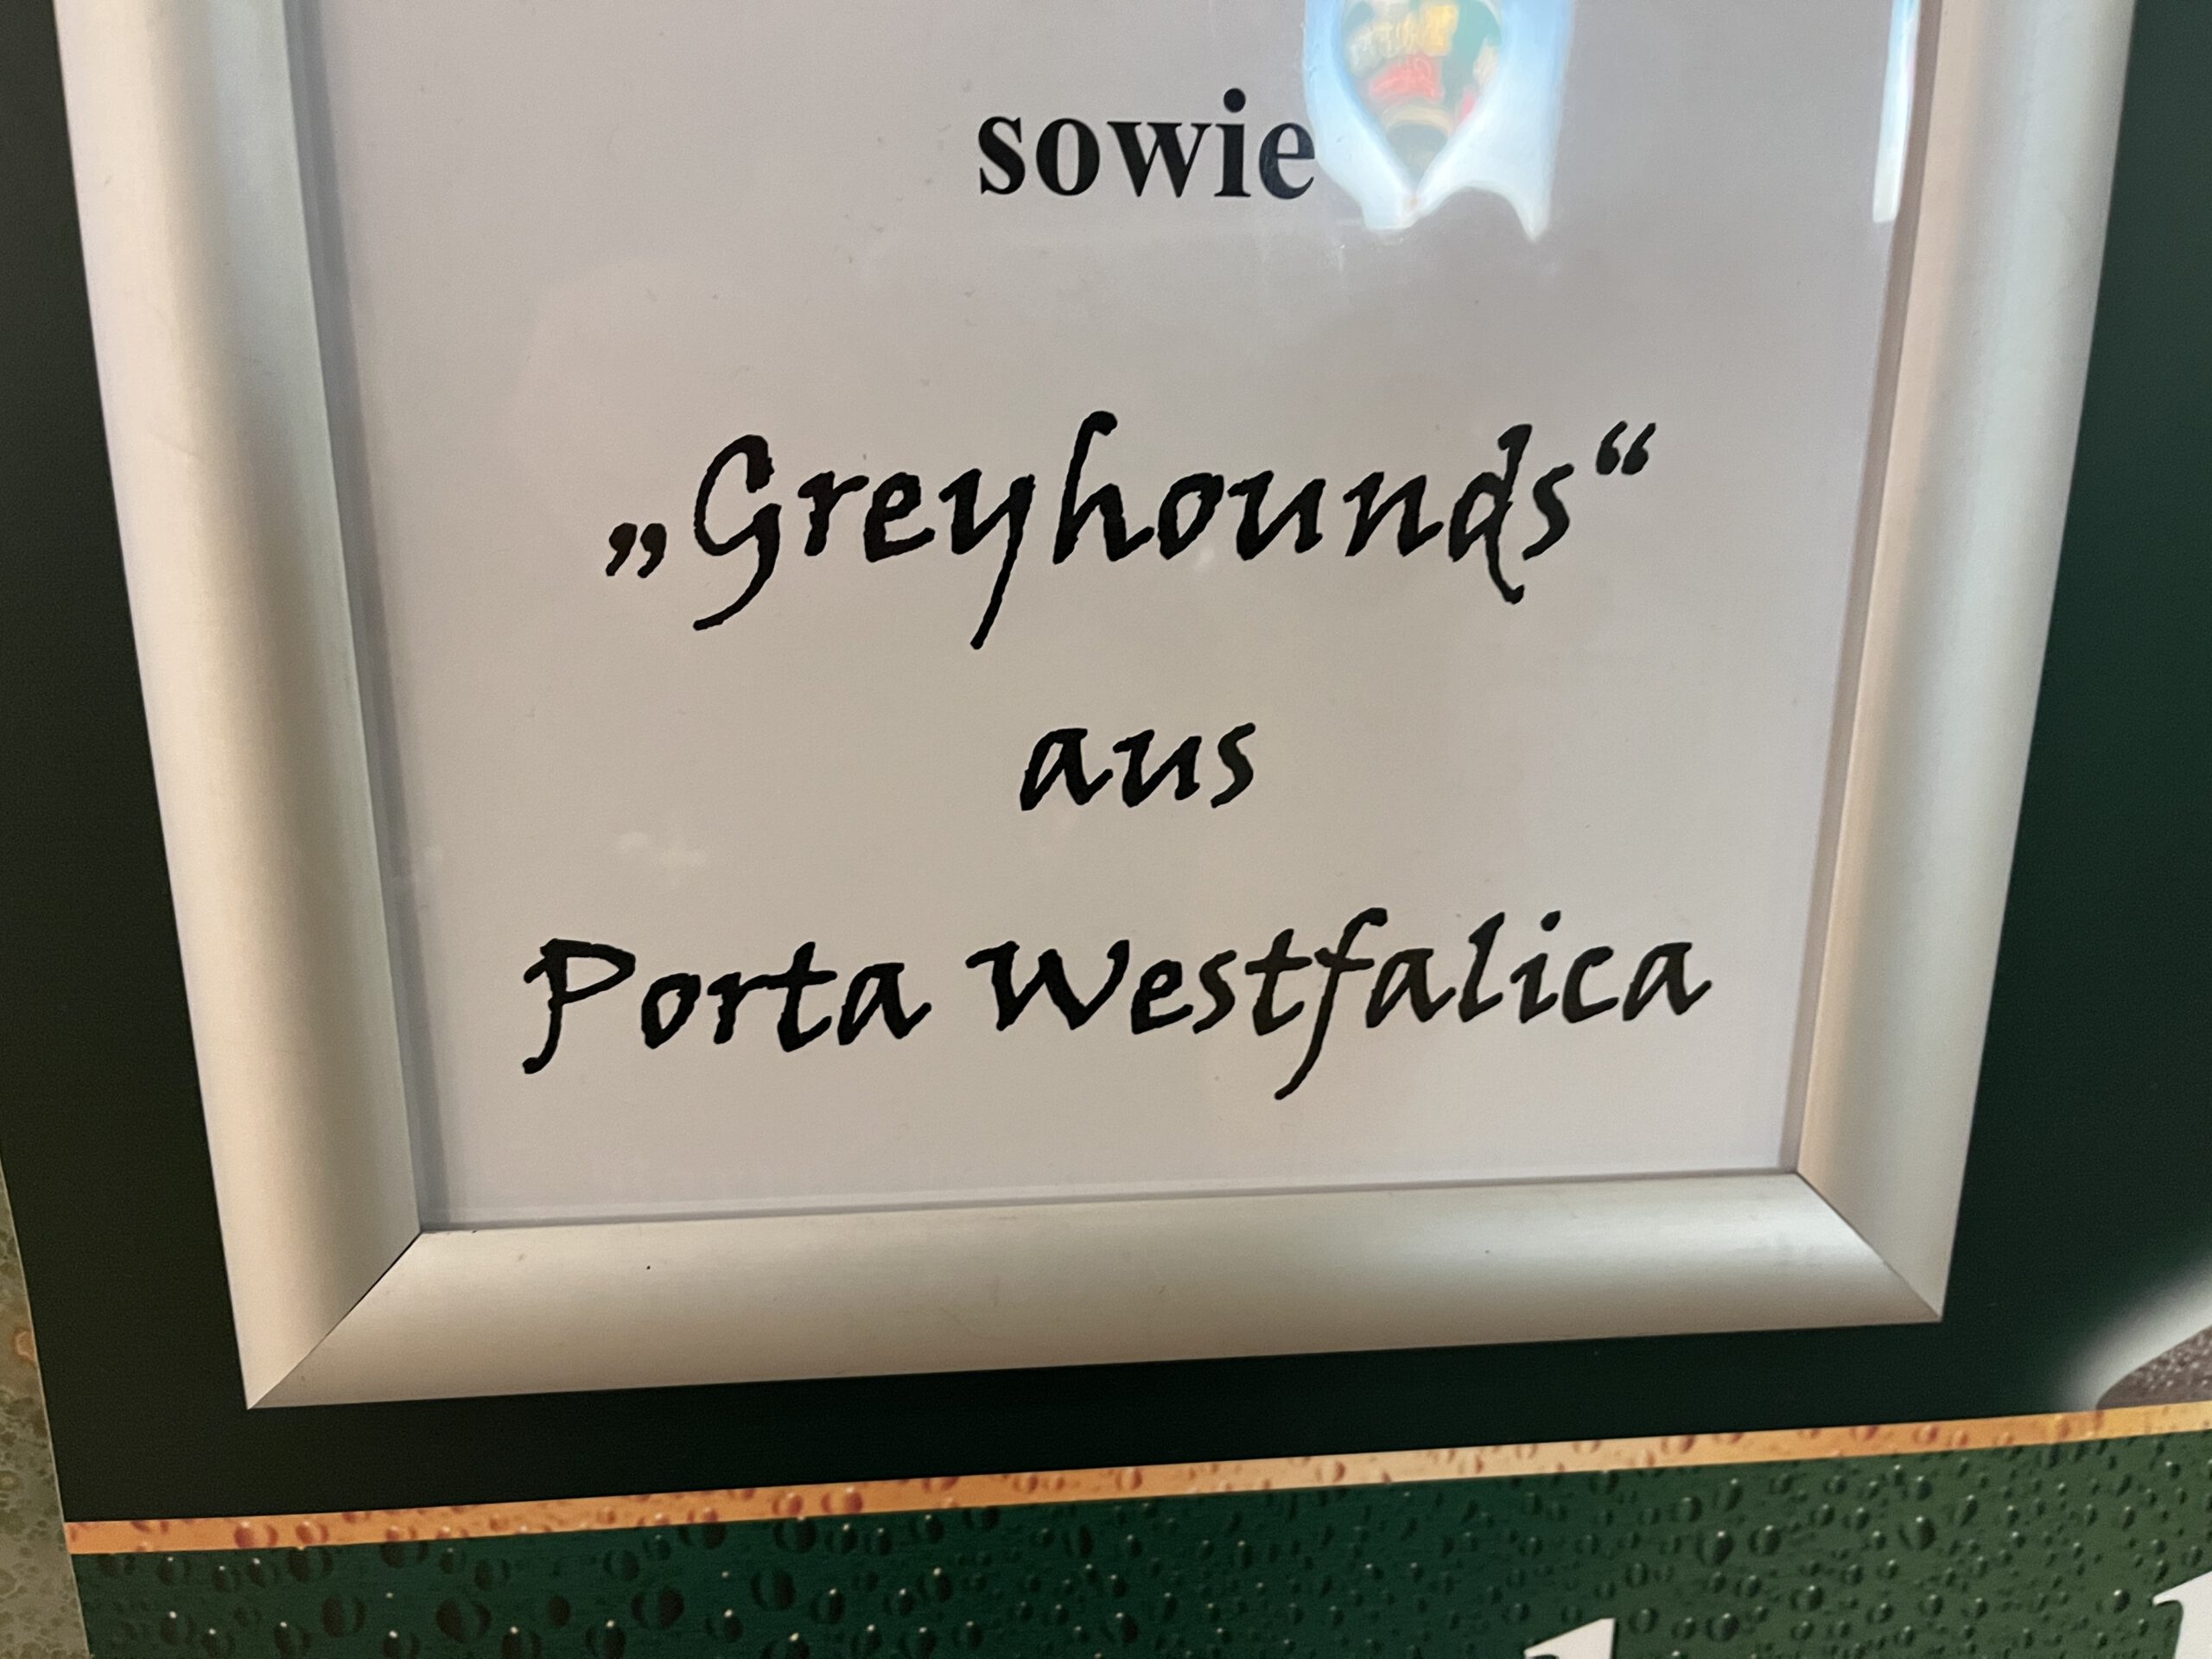 sowie
„Greyhounds“
aus
Porta Westfalica